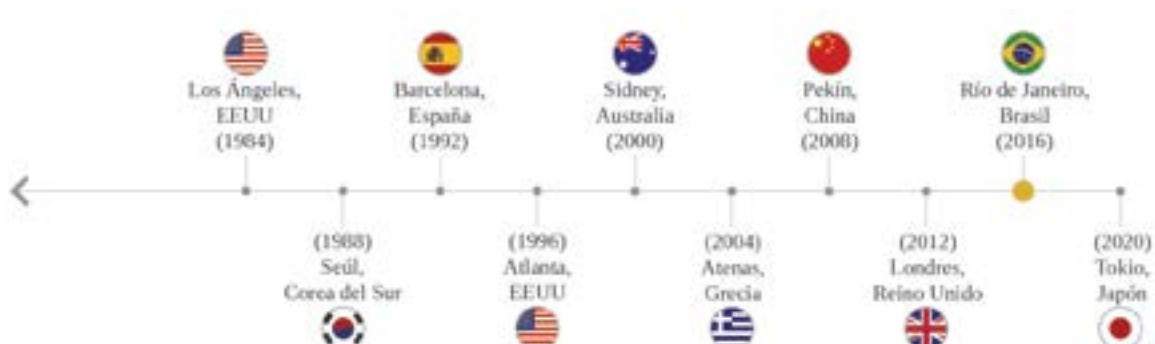 Los Ángeles,
EEUU
(1984)
Barcelona,
España
(1992)
Sidney,
Australia
(2000)
Pekín,
China
(2008)
Río de Janeiro,
Brasil
(2016)
(1988)
Seúl,
Corea del Sur
(1996)
Atlanta,
EEUU
(2004)
Atenas,
Grecia
(2012)
Londres,
Reino Unido
(2020)
Tokio,
Japón